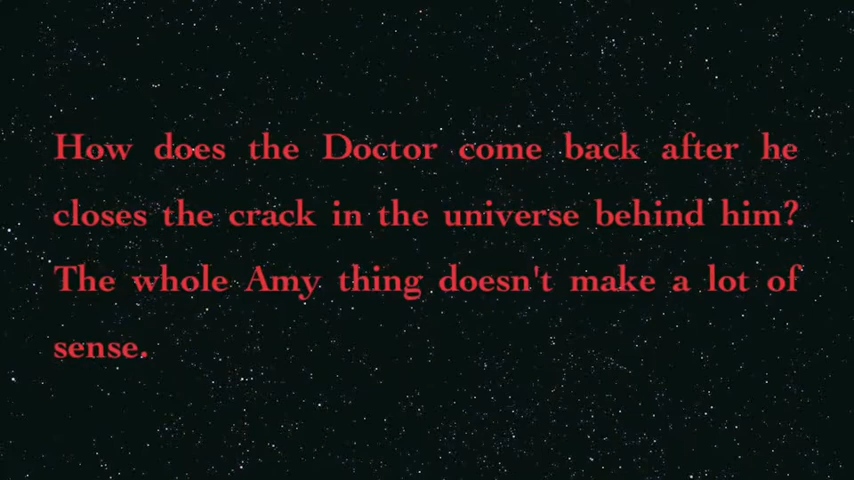 How does the Doctor come back after he
closes the crack in the universe behind him?
The whole Amy thing doesn't make a lot of
sense.